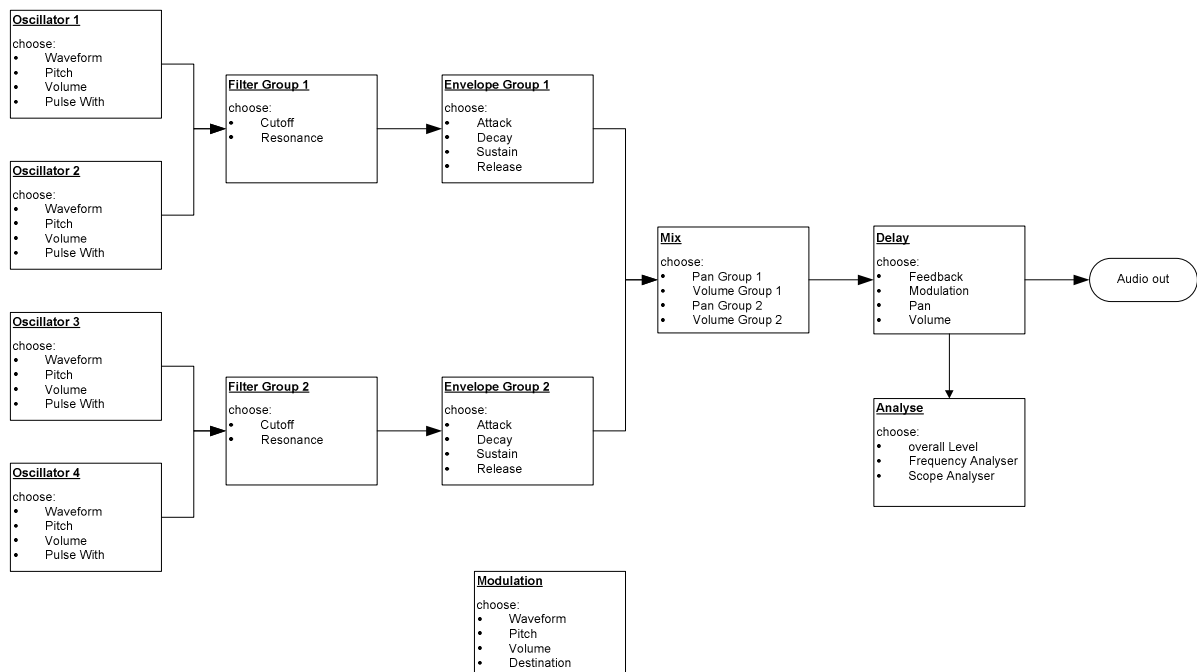 Oscillator 1
choose:
• Waveform
• Pitch
• Volume
• Pulse With
Oscillator 2
choose:
• Waveform
• Pitch
• Volume
• Pulse With
Oscillator 3
choose:
• Waveform
• Pitch
• Volume
• Pulse With
Oscillator 4
choose:
• Waveform
• Pitch
• Volume
• Pulse With
Filter Group 1
choose:
• Cutoff
• Resonance
Filter Group 2
choose:
• Cutoff
• Resonance
Envelope Group 1
choose:
• Attack
• Decay
• Sustain
• Release
Envelope Group 2
choose:
• Attack
• Decay
• Sustain
• Release
Modulation
choose:
• Waveform
• Pitch
• Volume
• Destination
Mix
choose:
• Pan Group 1
• Volume Group 1
• Pan Group 2
• Volume Group 2
Delay
choose:
• Feedback
• Modulation
• Pan
• Volume
Analyse
choose:
• overall Level
• Frequency Analyser
• Scope Analyser
Audio out